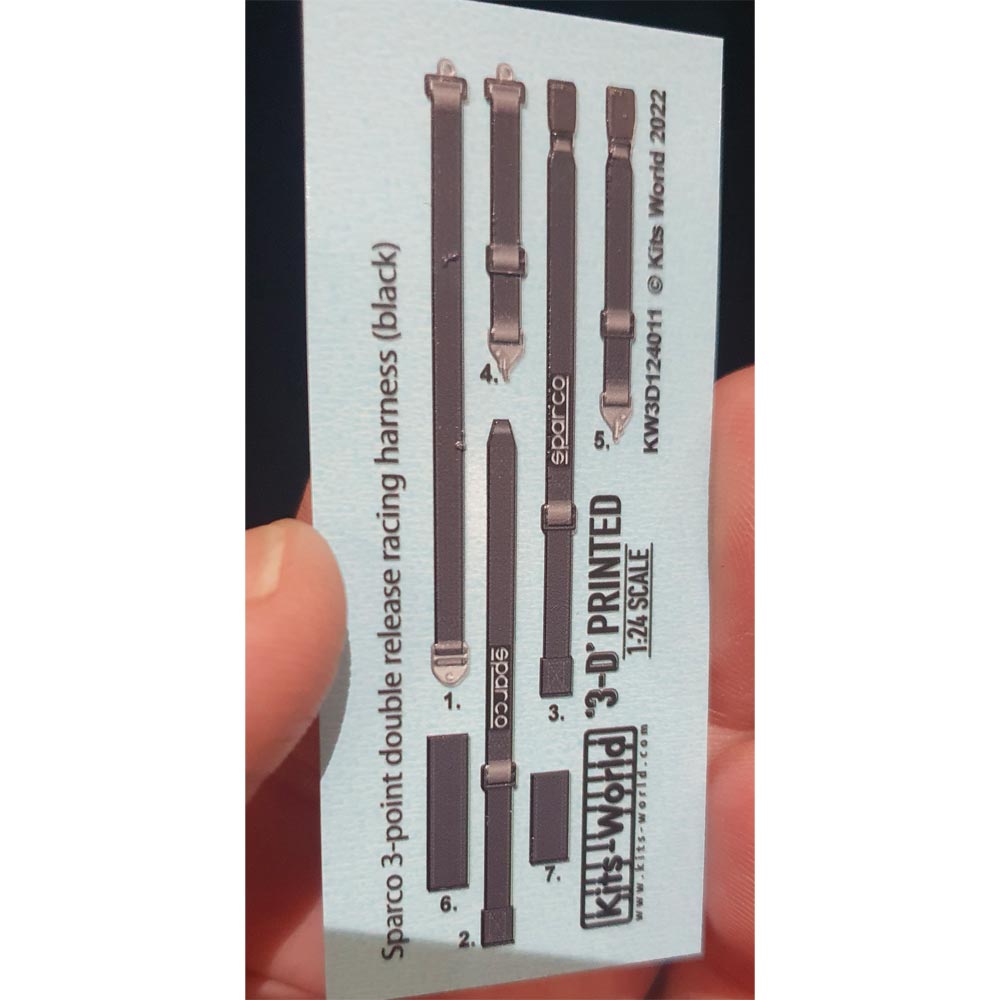 Sparco 3-point double release racing harness (black)
1.
4.
6.
2.
sparco
3.
sparco
7.
5.
Kits-World
www.kits-world.com
'3-D' PRINTED
1:24 SCALE
KW3D124011 © Kits World 2022